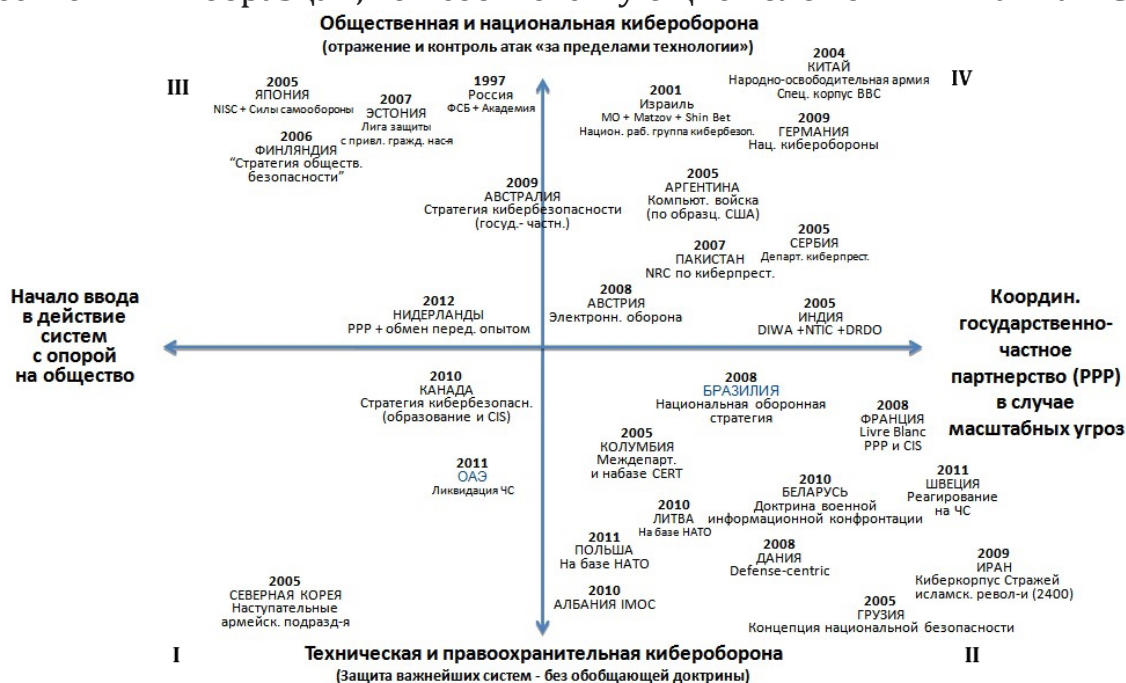 Общественная и национальная кибероборона
(отражение и контроль атак «за пределами технологии»)
III
IV
2005
ЯПОНИЯ
NISC + Силы самообороны
2007
ЭСТОНИЯ
Лига защиты
с привл. гражд. нас-я
1997
Россия
ФСБ + Академия
2006
ФИНЛЯНДИЯ
“Стратегия обществ.
безопасности”
2001
Израиль
МО + Matzov + Shin Bet
Национ. раб. группа кибербезоп.
2004
КИТАЙ
Народно-освободительная армия
Спец. корпус ВВС
2009
ГЕРМАНИЯ
Нац. кибероборoны
2009
АВСТРАЛИЯ
Стратегия кибербезопасности
(госуд.- частн.)
2005
АРГЕНТИНА
Компьют. войска
(по образц. США)
2007
ПАКИСТАН
NRC по киберпрест.
2005
СЕРБИЯ
Департ. киберпрест.
Начало ввода
в действие
систем
с опорой
на общество
2012
НИДЕРЛАНДЫ
PPP + обмен перед. опытом
2008
АВСТРИЯ
Электронн. оборона
2005
ИНДИЯ
DIWA +NTIC +DRDO
Координ.
государственно-
частное
партнерство (PPP)
в случае
масштабных угроз
2010
КАНАДА
Стратегия кибербезопасн.
(образование и CIS)
2008
БРАЗИЛИЯ
Национальная оборонная
стратегия
2008
ФРАНЦИЯ
Livre Blanc
PPP и CIS
2005
КОЛУМБИЯ
Междепарт.
и набазе CERT
2011
ОАЭ
Ликвидация ЧС
2010
ЛИТВА
На базе НАТО
2010
БЕЛАРУСЬ
Доктрина военной
информационной конфронтации
2011
ШВЕЦИЯ
Реагирование
на ЧС
2011
ПОЛЬША
На базе НАТО
2008
ДАНИЯ
Defense-centric
2009
ИРАН
Киберкорпус Стражей
исламск. револ-и (2400)
2005
СЕВЕРНАЯ КОРЕЯ
Наступательные
армейск. подразд-я
2010
АЛБАНИЯ IMOC
2005
ГРУЗИЯ
Концепция национальной безопасности
I
II
Техническая и правоохранительная кибероборона
(Защита важнейших систем - без обобщающей доктрины)